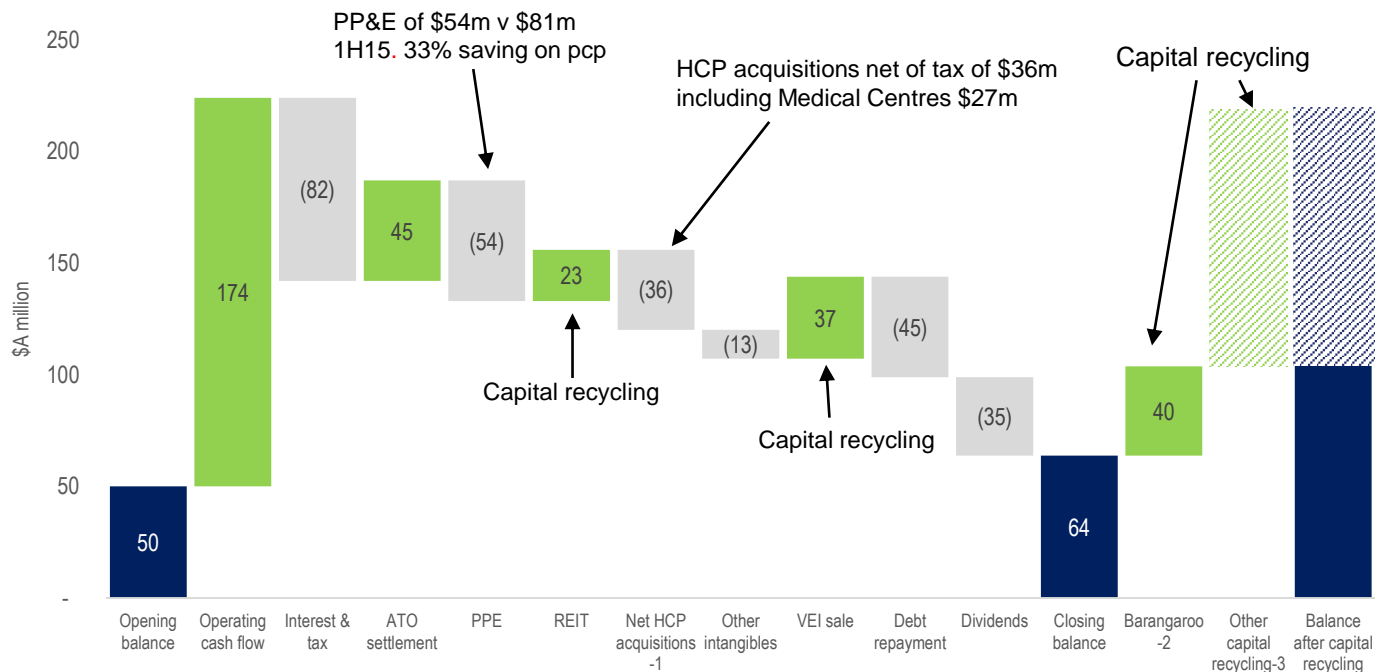 PP&E of $54m v $81m
1H15. 33% saving on pcp
HCP acquisitions net of tax of $36m
including Medical Centres $27m
Capital recycling
250
200
150
100
50
-
$A million
50
174
(82)
45
(54)
23
(36)
(13)
37
(45)
(35)
64
40
Capital recycling
Capital recycling
Opening
balance
Operating
cash flow
Interest &
tax
ATO
settlement
PPE
REIT
Net HCP
acquisitions
-1
Other
intangibles
VEI sale
Debt
repayment
Dividends
Closing
balance
Barangaroo
-2
Other
capital
recycling-3
Balance
after capital
recycling